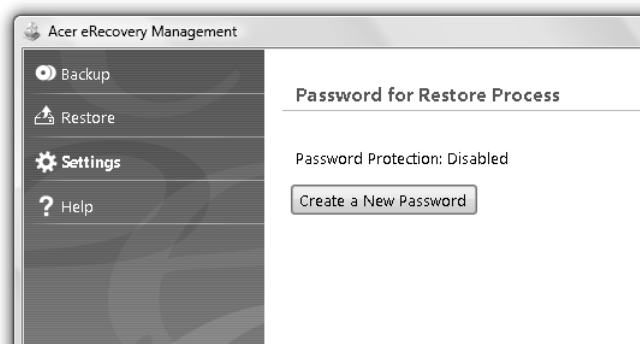 Acer eRecovery Management
Backup
Restore
Settings
Help
Password for Restore Process
Password Protection: Disabled
Create a New Password